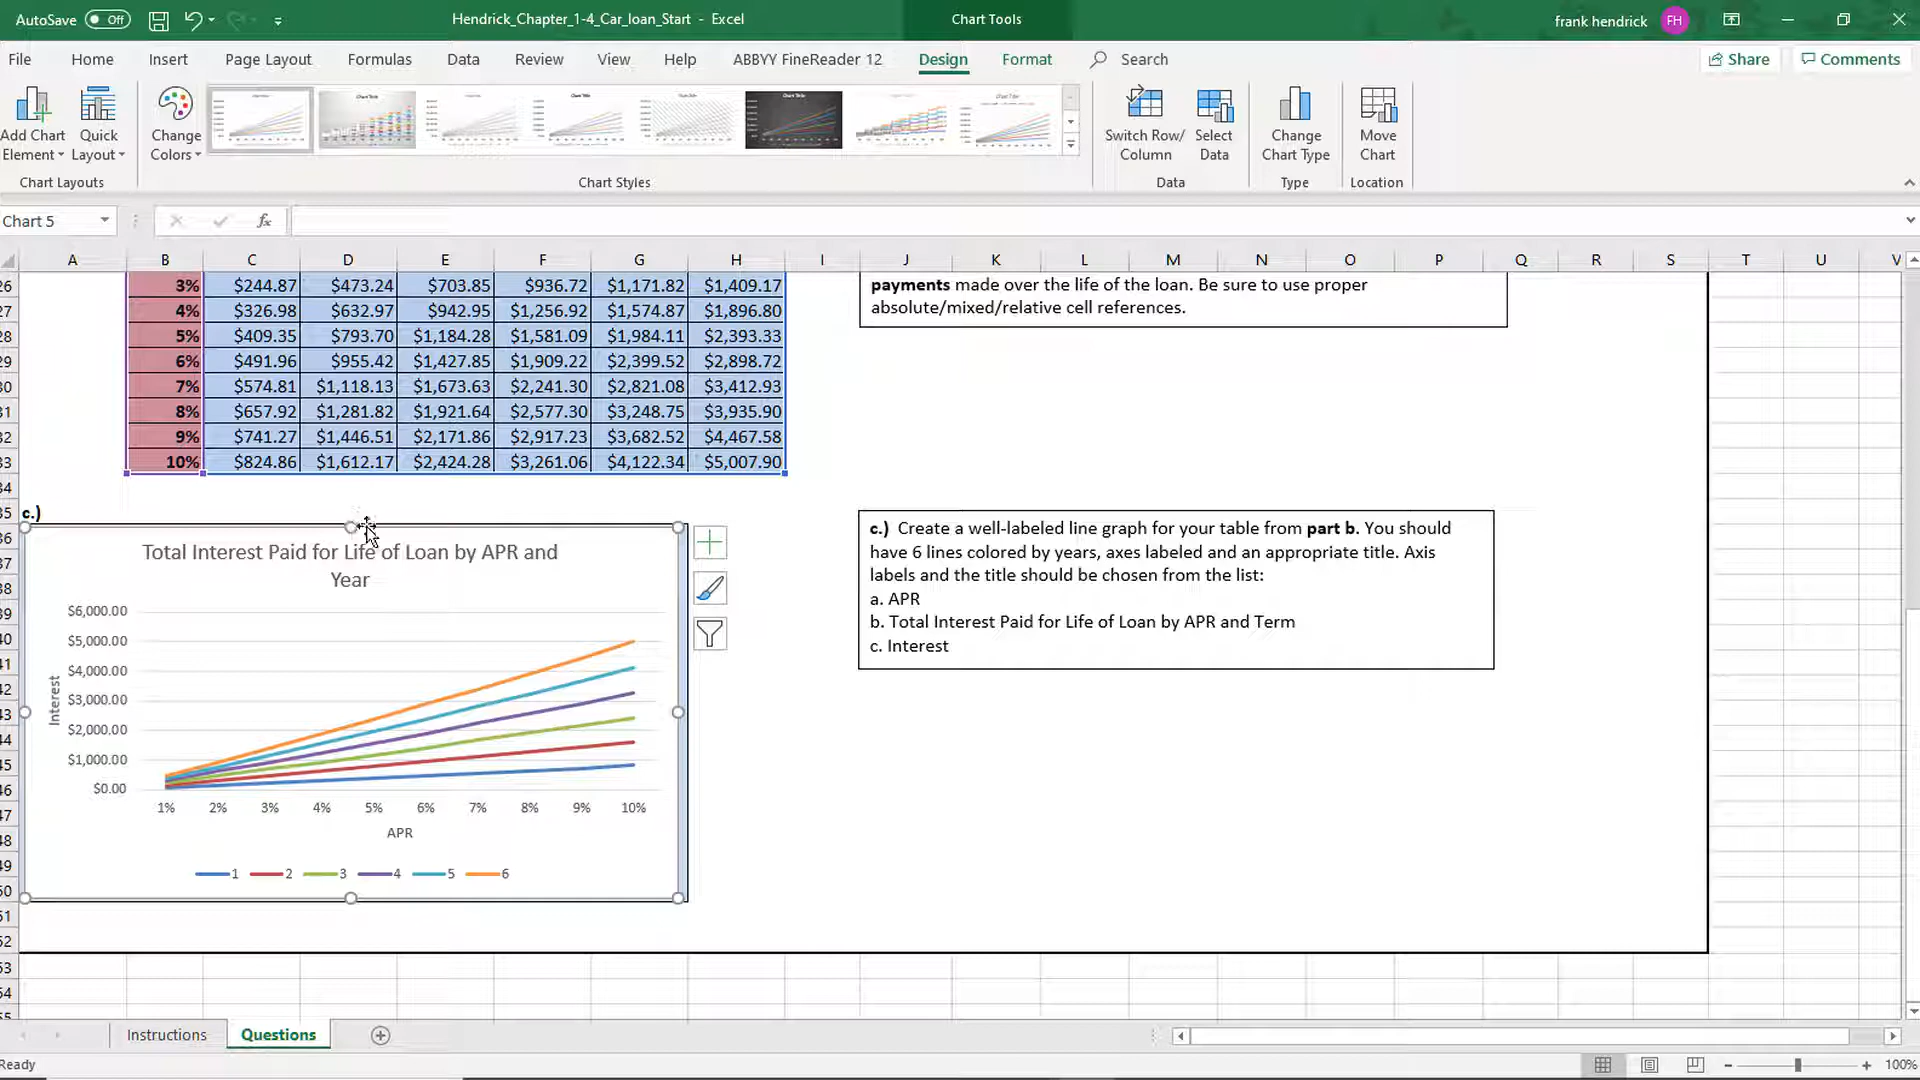 AutoSave Off Hendrick_Chapter_1-4_Car_loan_Start - Excel Chart Tools frank hendrick FH
File Home Insert Page Layout Formulas Data Review View Help ABBYY FineReader 12 Design Format Search Share Comments
Add Chart Element Quick Layout Change Colors Switch Row/ Column Select Data Change Chart Type Move Chart
Chart Layouts Chart Styles Data Type Location
Chart 5 fx
A B C D E F G H I J K L M N O P Q R S T U V
26 3% $244.87 $473.24 $703.85 $936.72 $1,171.82 $1,409.17
27 4% $326.98 $632.97 $942.95 $1,256.92 $1,574.87 $1,896.80
28 5% $409.35 $793.70 $1,184.28 $1,581.09 $1,984.11 $2,393.33
29 6% $491.96 $955.42 $1,427.85 $1,909.22 $2,399.52 $2,898.72
30 7% $574.81 $1,118.13 $1,673.63 $2,241.30 $2,821.08 $3,412.93
31 8% $657.92 $1,281.82 $1,921.64 $2,577.30 $3,248.75 $3,935.90
32 9% $741.27 $1,446.51 $2,171.86 $2,917.23 $3,682.52 $4,467.58
33 10% $824.86 $1,612.17 $2,424.28 $3,261.06 $4,122.34 $5,007.90
payments made over the life of the loan. Be sure to use proper
absolute/mixed/relative cell references.
c.)
Total Interest Paid for Life of Loan by APR and
Year
$6,000.00
$5,000.00
$4,000.00
$3,000.00
$2,000.00
$1,000.00
$0.00
Interest
1% 2% 3% 4% 5% 6% 7% 8% 9% 10%
APR
1 2 3 4 5 6
c.) Create a well-labeled line graph for your table from part b. You should
have 6 lines colored by years, axes labeled and an appropriate title. Axis
labels and the title should be chosen from the list:
a. APR
b. Total Interest Paid for Life of Loan by APR and Term
c. Interest
Instructions Questions
Ready 100%